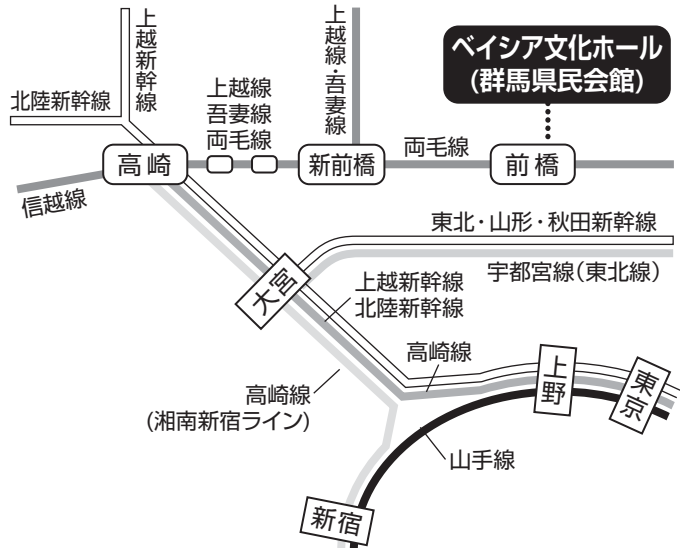 上越新幹線
上越線・吾妻線
ベイシア文化ホール
(群馬県民会館)
北陸新幹線
上越線
吾妻線
両毛線
高崎
新前橋
両毛線
前橋
信越線
東北・山形・秋田新幹線
宇都宮線(東北線)
大宮
上越新幹線
北陸新幹線
高崎線
上野
東京
高崎線
(湘南新宿ライン)
山手線
新宿